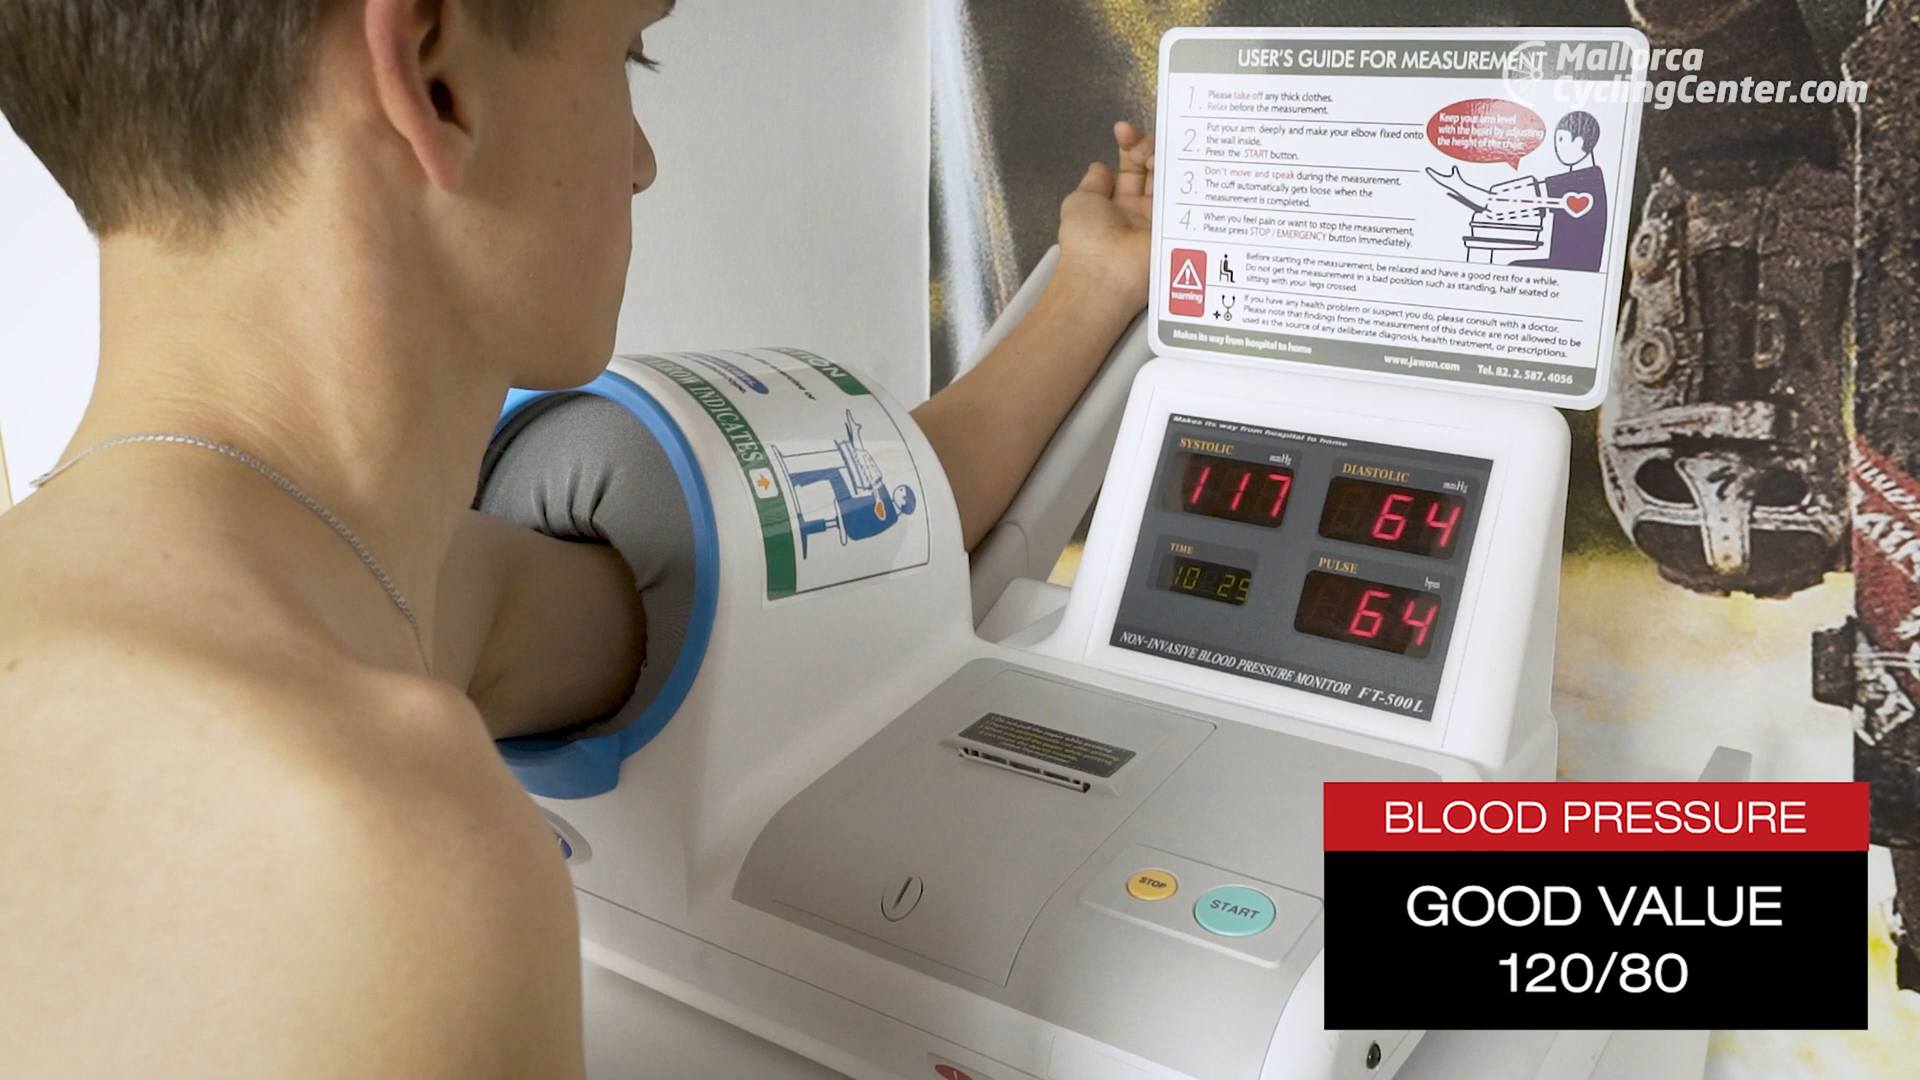 Mallorca
CyclingCenter.com
USER'S GUIDE FOR MEASUREMENT
1. Please take off any thick clothes.
Relax before the measurement.
2. Put your arm deeply and make your elbow fixed onto
the wall inside.
Press the START button.
3. Don't move and speak during the measurement.
The cuff automatically gets loose when the
measurement is completed.
4. When you feel pain or want to stop the measurement,
Please press STOP / EMERGENCY button immediately.
Keep your arm level
with the heart by adjusting
the height of the chair
warning
Before starting the measurement, be relaxed and have a good rest for a while.
Do not get the measurement in a bad position such as standing, half seated or
sitting with your legs crossed.
If you have any health problem or suspect you do, please consult with a doctor.
Please note that findings from the measurement of this device are not allowed to be
used as the source of any deliberate diagnosis, health treatment, or prescriptions.
Makes its way from hospital to home
www.jawon.com Tel. 82. 2. 587. 4056
ARROW INDICATES
Makes its way from hospital to home
SYSTOLIC mmHg
117
DIASTOLIC mmHg
64
TIME
10 25
PULSE bpm
64
NON-INVASIVE BLOOD PRESSURE MONITOR FT-500L
STOP
START
BLOOD PRESSURE
GOOD VALUE
120/80